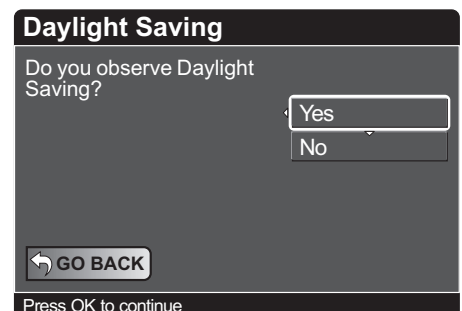 Daylight Saving
Do you observe Daylight
Saving?
Yes
No
GO BACK
Press OK to continue